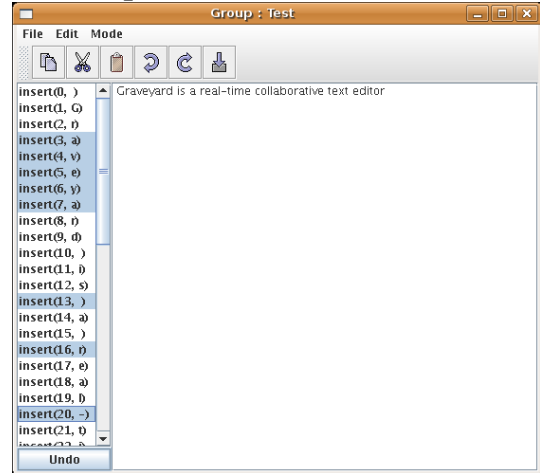 Group : Test
File Edit Mode
insert(0, )
Graveyard is a real-time collaborative text editor
insert(1, G)
insert(2, r)
insert(3, a)
insert(4, v)
insert(5, e)
insert(6, y)
insert(7, a)
insert(8, r)
insert(9, d)
insert(10, )
insert(11, i)
insert(12, s)
insert(13, )
insert(14, a)
insert(15, )
insert(16, r)
insert(17, e)
insert(18, a)
insert(19, l)
insert(20, -)
insert(21, t)
insert(22, i)
Undo